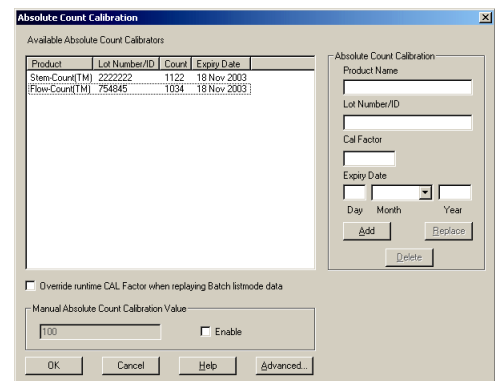 Absolute Count Calibration
Available Absolute Count Calibrators
Product Lot Number/ID Count Expiry Date
Stem-Count(TM) 2222222 1122 18 Nov 2003
Flow-Count(TM) 754845 1034 18 Nov 2003
Absolute Count Calibration
Product Name
Lot Number/ID
Cal Factor
Expiry Date
Day Month Year
Add Replace
Delete
Override runtime CAL Factor when replaying Batch listmode data
Manual Absolute Count Calibration Value
100 Enable
OK Cancel Help Advanced...